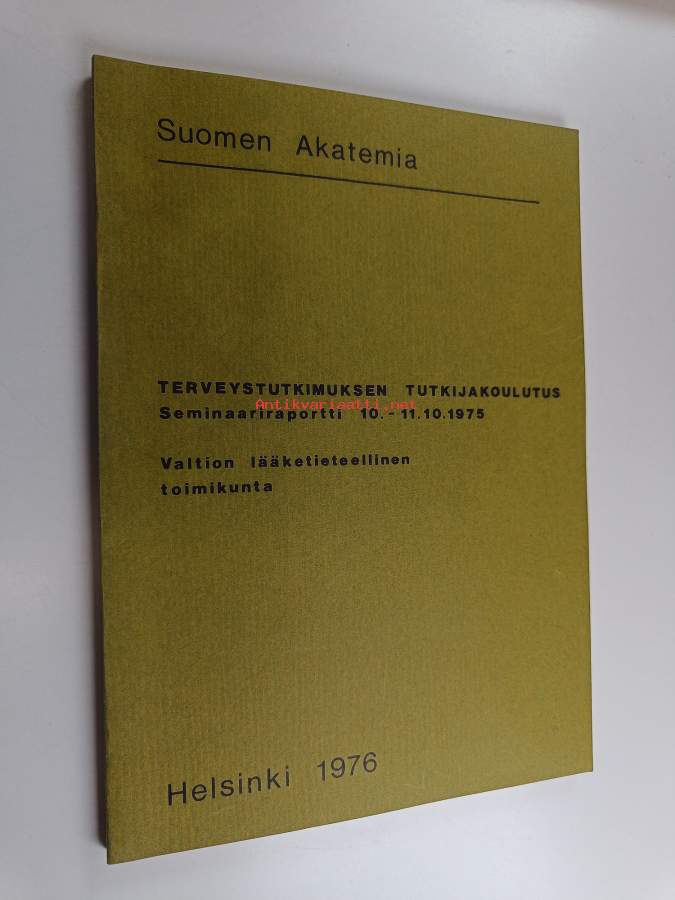 Suomen Akatemia
TERVEYSTUTKIMUKSEN TUTKIJAKOULUTUS
Antikvariaatti.net
Seminaariraportti 10.-11.10.1975
Valtion lääketieteellinen
toimikunta
Helsinki 1976